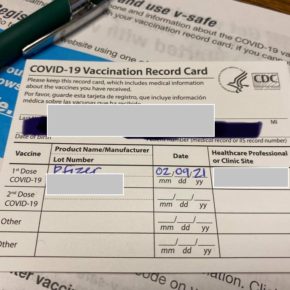 and use v-safe
information about the COVID-19 va
vaccination record card; if you can
COVID-19 Vaccination Record Card
CDC
Please keep this record card, which includes medical information
about the vaccines you have received.
Por favor, guarde esta tarjeta de registro, que incluye información
médica sobre las vacunas que ha recibido.
MI
Date of birth
number (medical record or IIS record number)
Vaccine
Product Name/Manufacturer
Lot Number
Date
Healthcare Professional
or Clinic Site
1st Dose
COVID-19
Pfizer
02/09/21
mm dd yy
2nd Dose
COVID-19
mm dd yy
Other
mm dd yy
Other
mm dd yy
ter vaccin
code on